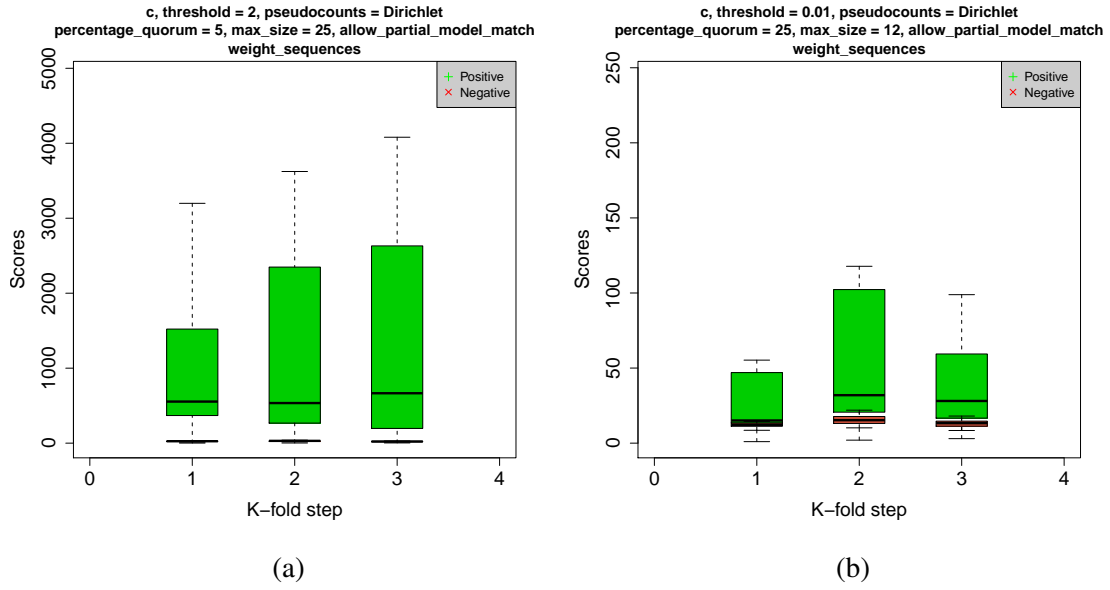 c, threshold = 2, pseudocounts = Dirichlet
percentage_quorum = 5, max_size = 25, allow_partial_model_match
weight_sequences
Positive
Negative
5000
4000
3000
2000
1000
0
Scores
0 1 2 3 4
K−fold step
(a)
c, threshold = 0.01, pseudocounts = Dirichlet
percentage_quorum = 25, max_size = 12, allow_partial_model_match
weight_sequences
Positive
Negative
250
200
150
100
50
0
Scores
0 1 2 3 4
K−fold step
(b)